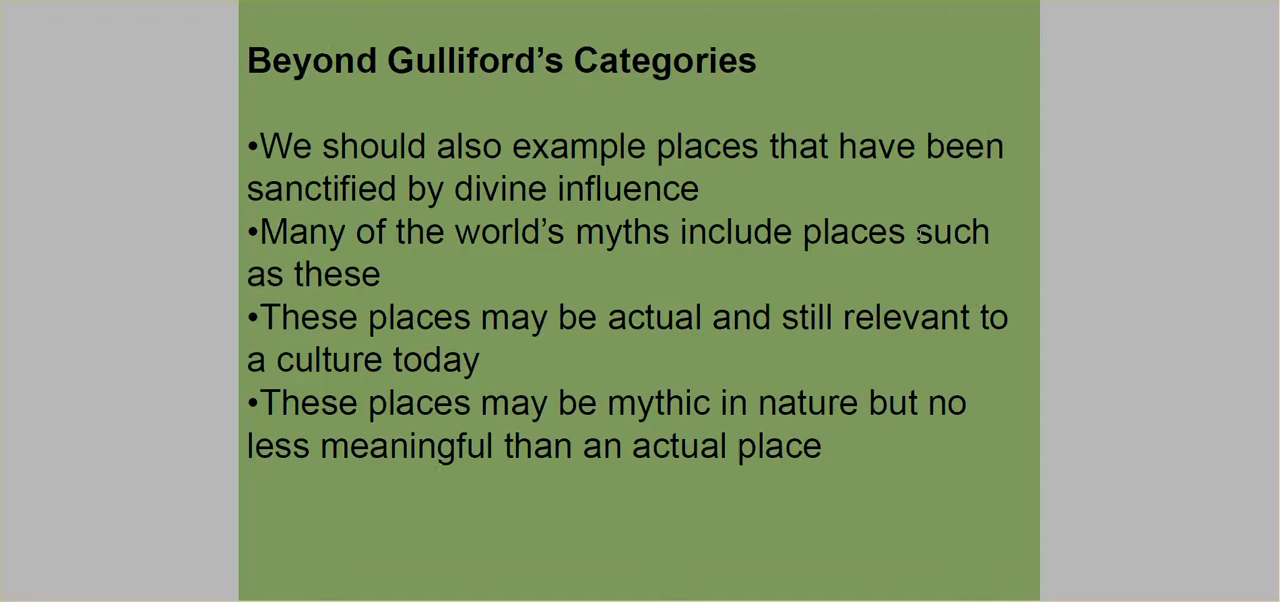 Beyond Gulliford’s Categories
•We should also example places that have been
sanctified by divine influence
•Many of the world’s myths include places such
as these
•These places may be actual and still relevant to
a culture today
•These places may be mythic in nature but no
less meaningful than an actual place